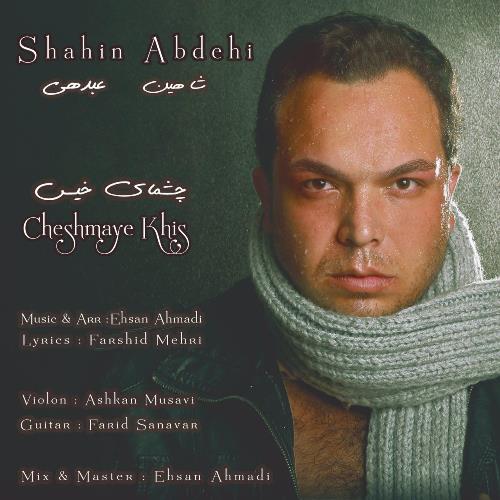 Shahin Abdehi
شاهین عبدهی
چشمای خیس
Cheshmaye Khis
Music & Arr :Ehsan Ahmadi
Lyrics : Farshid Mehri
Violon : Ashkan Musavi
Guitar : Farid Sanavar
Mix & Master : Ehsan Ahmadi